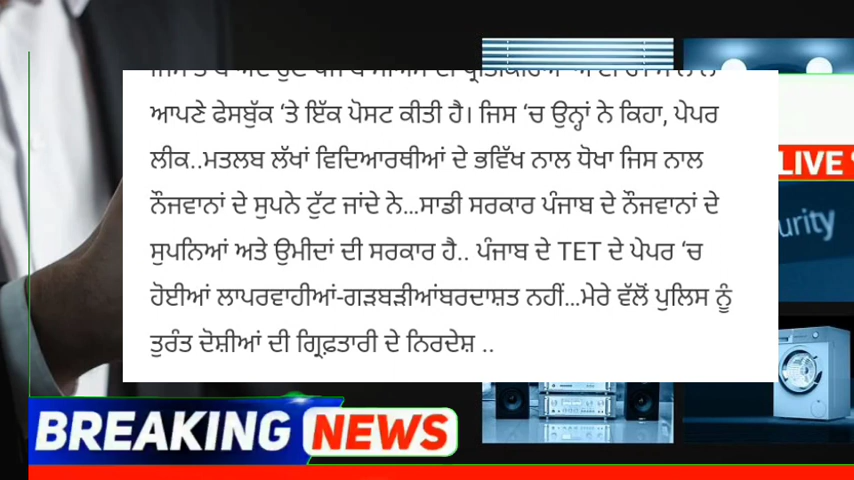 ਆਪਣੇ ਫੇਸਬੁੱਕ ‘ਤੇ ਇੱਕ ਪੋਸਟ ਕੀਤੀ ਹੈ। ਜਿਸ ‘ਚ ਉਨ੍ਹਾਂ ਨੇ ਕਿਹਾ, ਪੇਪਰ
ਲੀਕ..ਮਤਲਬ ਲੱਖਾਂ ਵਿਦਿਆਰਥੀਆਂ ਦੇ ਭਵਿੱਖ ਨਾਲ ਧੋਖਾ ਜਿਸ ਨਾਲ
ਨੌਜਵਾਨਾਂ ਦੇ ਸੁਪਨੇ ਟੁੱਟ ਜਾਂਦੇ ਨੇ...ਸਾਡੀ ਸਰਕਾਰ ਪੰਜਾਬ ਦੇ ਨੌਜਵਾਨਾਂ ਦੇ
ਸੁਪਨਿਆਂ ਅਤੇ ਉਮੀਦਾਂ ਦੀ ਸਰਕਾਰ ਹੈ.. ਪੰਜਾਬ ਦੇ TET ਦੇ ਪੇਪਰ ‘ਚ
ਹੋਈਆਂ ਲਾਪਰਵਾਹੀਆਂ-ਗੜਬੜੀਆਂਬਰਦਾਸ਼ਤ ਨਹੀਂ...ਮੇਰੇ ਵੱਲੋਂ ਪੁਲਿਸ ਨੂੰ
ਤੁਰੰਤ ਦੋਸ਼ੀਆਂ ਦੀ ਗ੍ਰਿਫ਼ਤਾਰੀ ਦੇ ਨਿਰਦੇਸ਼ ..
LIVE
urity
BREAKING NEWS